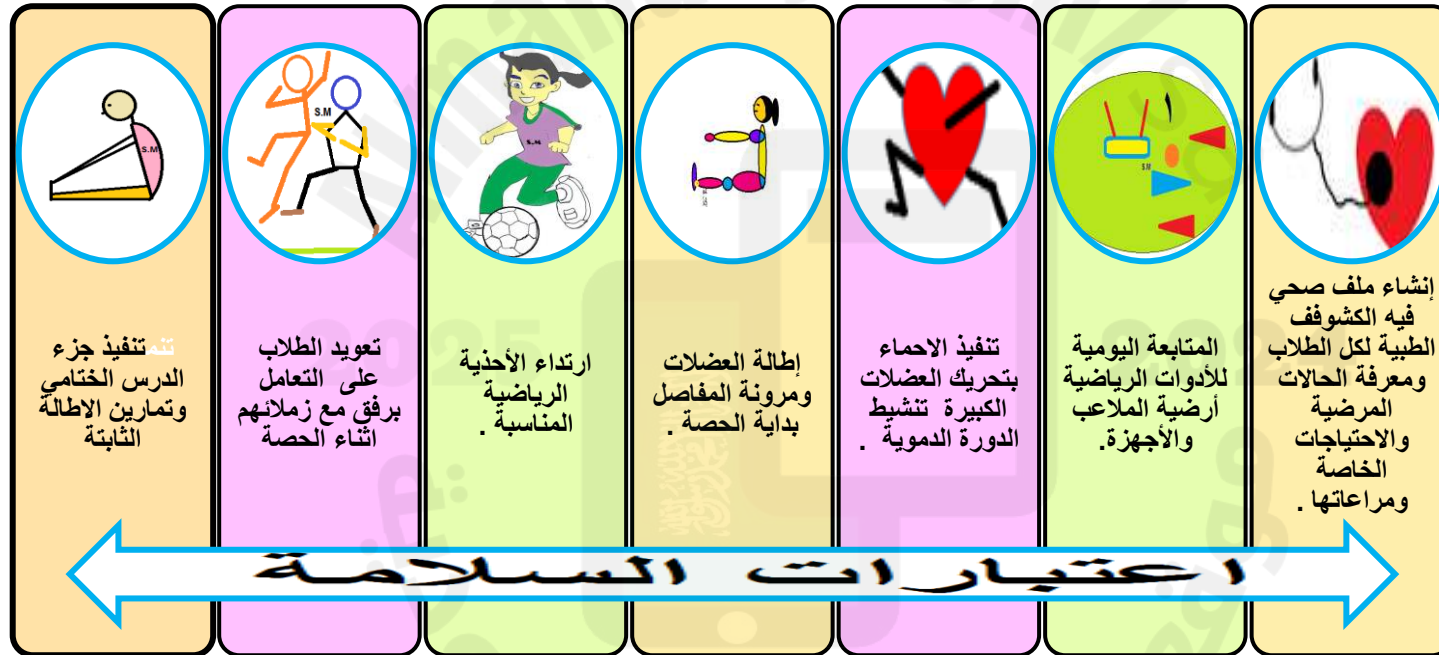 إنشاء ملف صحي
فيه الكشوفف
الطبية لكل الطلاب
ومعرفة الحالات
المرضية
والاحتياجات
الخاصة
ومراعاتها .
المتابعة اليومية
للأدوات الرياضية
أرضية الملاعب
والأجهزة.
تنفيذ الاحماء
بتحريك العضلات
الكبيرة تنشيط
الدورة الدموية .
إطالة العضلات
ومرونة المفاصل
بداية الحصة .
ارتداء الأحذية
الرياضية
المناسبة .
تعويد الطلاب
على التعامل
برفق مع زملائهم
اثناء الحصة
تنمتنفيذ جزء
الدرس الختامي
وتمارين الاطالة
الثابتة
S.M
S.M
S.M
S.M
اعتبارات السلامة
2025